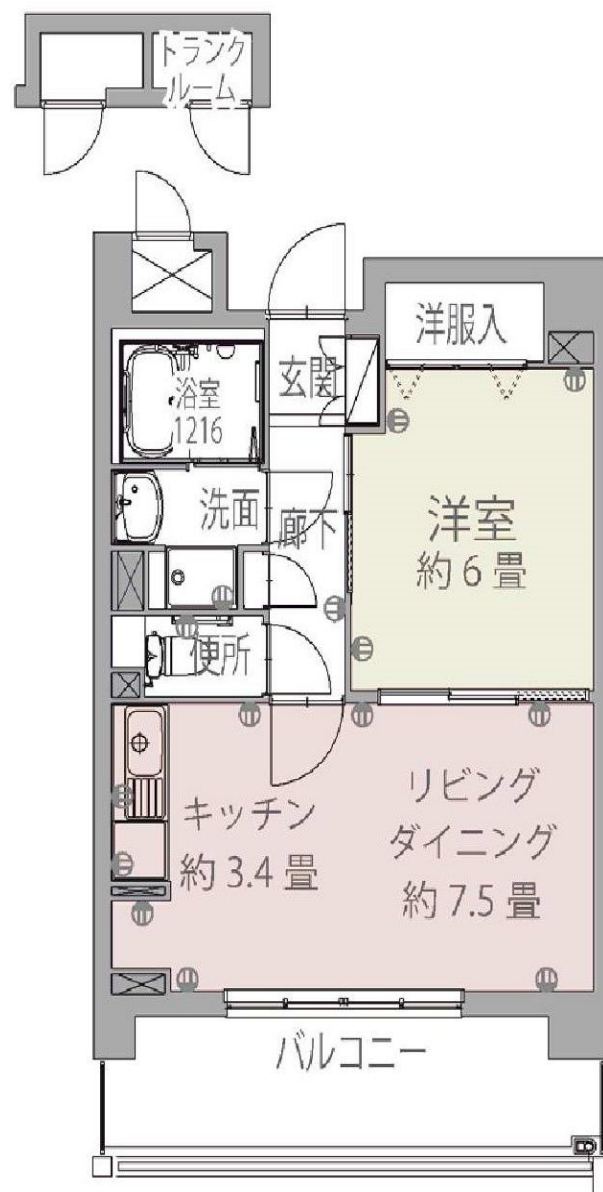 トランク
ルーム
洋服入
玄関
浴室
1216
洗面
廊下
洋室
約 6 畳
便所
キッチン
約 3.4 畳
リビング
ダイニング
約 7.5 畳
バルコニー